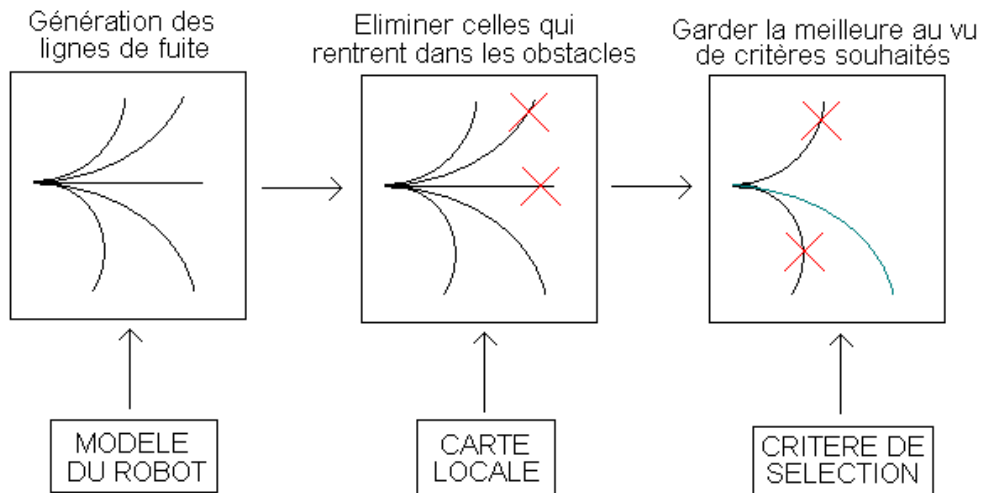 Génération des
lignes de fuite
Eliminer celles qui
rentrent dans les obstacles
Garder la meilleure au vu
de critères souhaités
MODELE
DU ROBOT
CARTE
LOCALE
CRITERE DE
SELECTION